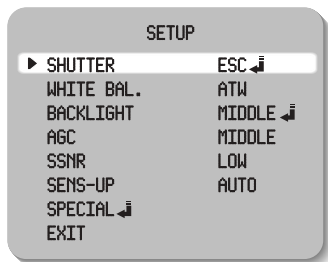 SETUP
SHUTTER ESC
WHITE BAL. ATW
BACKLIGHT MIDDLE
AGC MIDDLE
SSNR LOW
SENS-UP AUTO
SPECIAL
EXIT